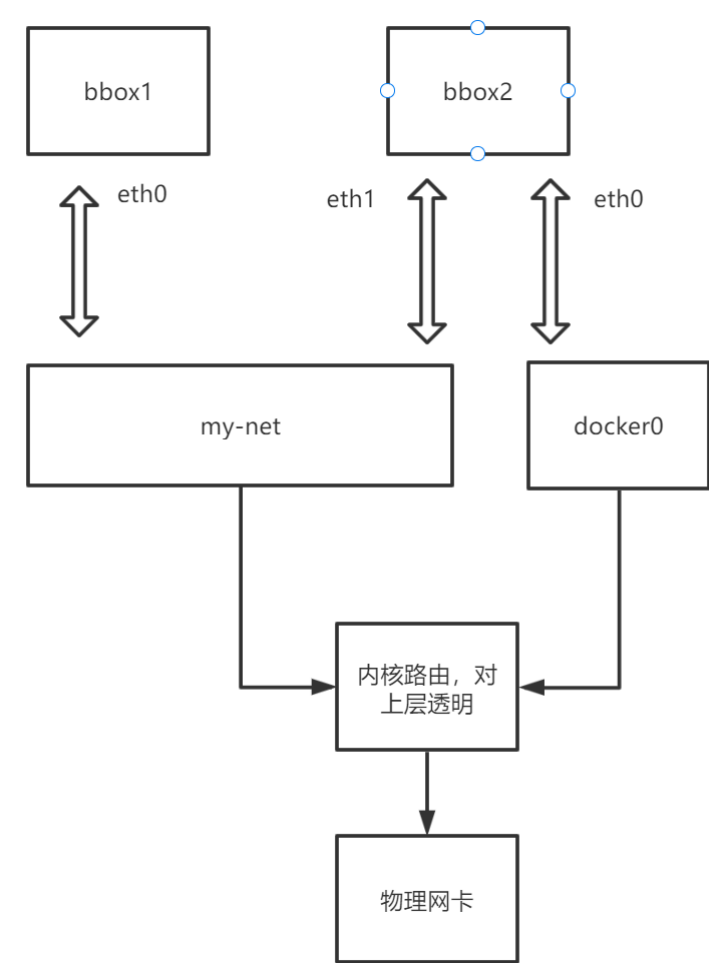 bbox1
bbox2
eth0
eth1
eth0
my-net
docker0
内核路由，对
上层透明
物理网卡